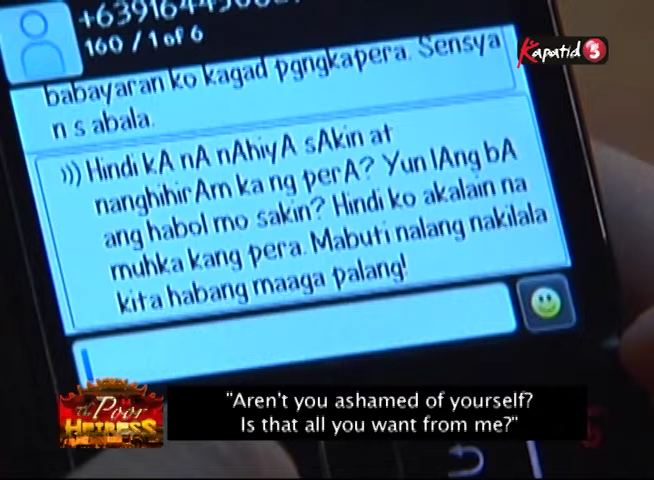 160 / 1 of 6
Kapatid 5
babayaran ko kagad pgngkapera. Sensya
n s abala.
))) Hindi kA nA nAhiyA sAkin at
nanghihirAm ka ng perA? Yun lAng bA
ang habol mo sakin? Hindi ko akalain na
muhka kang pera. Mabuti nalang nakilala
kita habang maaga palang!
The Poor
Heiress
"Aren't you ashamed of yourself?
Is that all you want from me?"